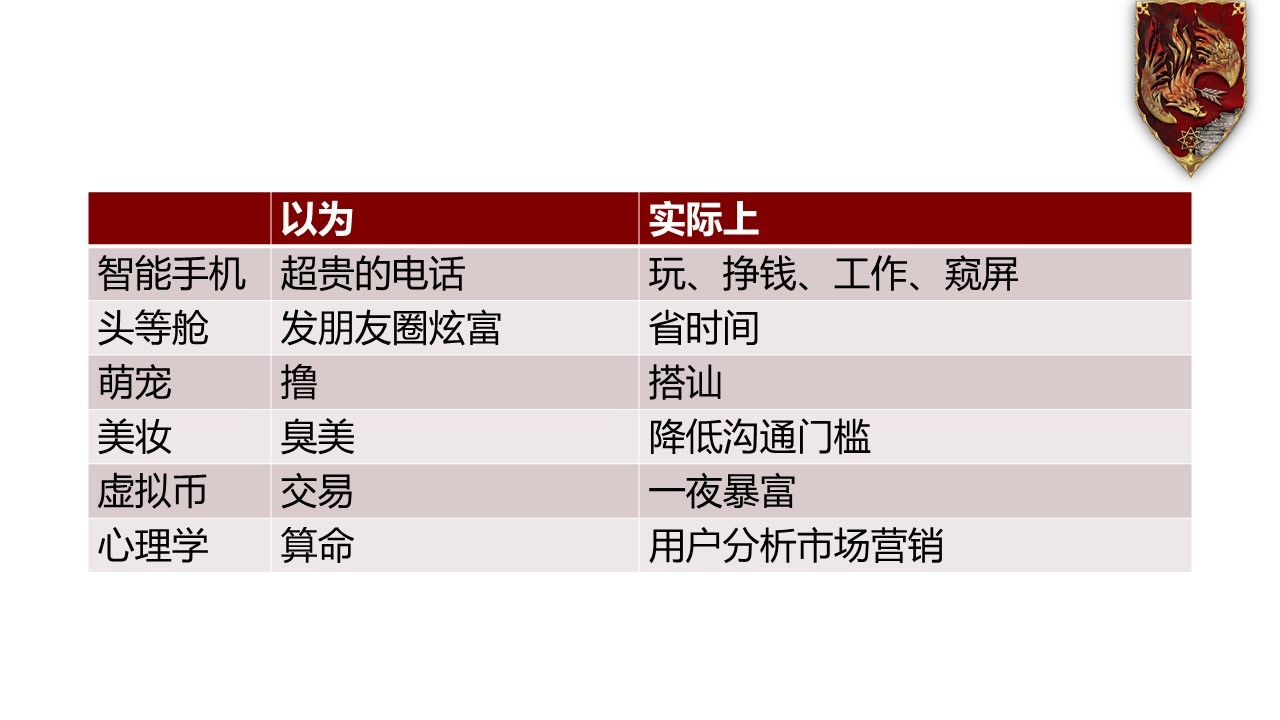 以为 实际上
智能手机 超贵的电话 玩、挣钱、工作、窥屏
头等舱 发朋友圈炫富 省时间
萌宠 撸 搭讪
美妆 臭美 降低沟通门槛
虚拟币 交易 一夜暴富
心理学 算命 用户分析市场营销